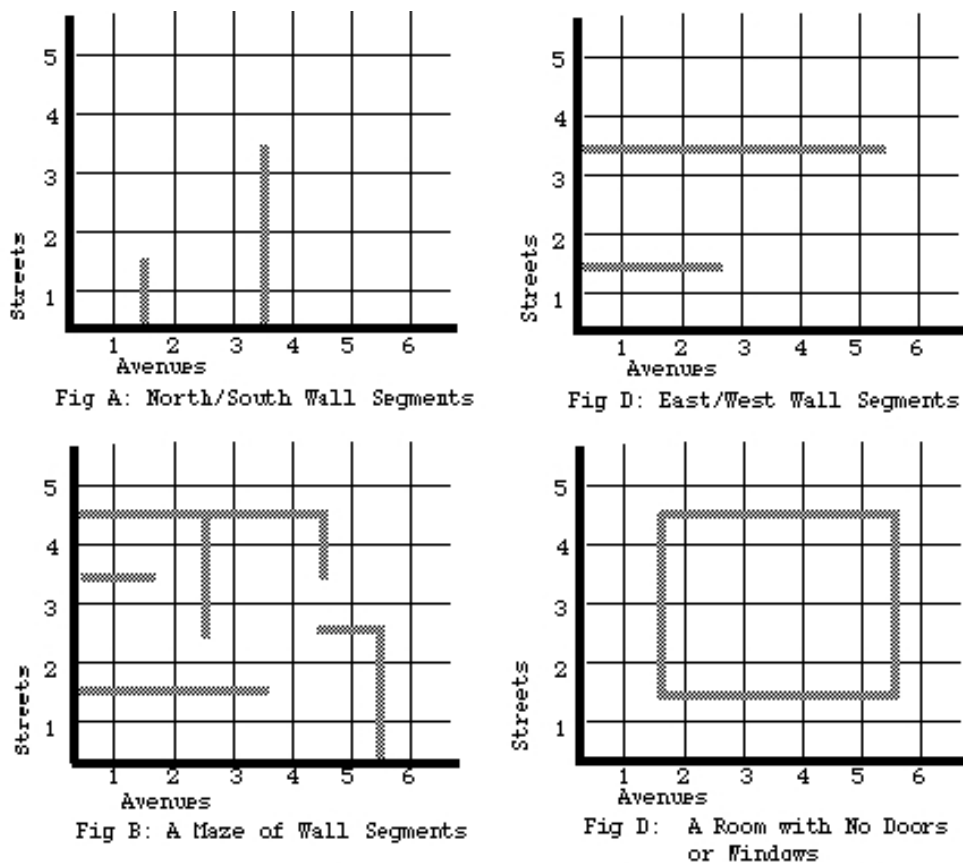 5
4
3
2
1
Streets
1 2 3 4 5 6
Avenues
Fig A: North/South Wall Segments
5
4
3
2
1
Streets
1 2 3 4 5 6
Avenues
Fig D: East/West Wall Segments
5
4
3
2
1
Streets
1 2 3 4 5 6
Avenues
Fig B: A Maze of Wall Segments
5
4
3
2
1
Streets
1 2 3 4 5 6
Avenues
Fig D: A Room with No Doors
or Windows